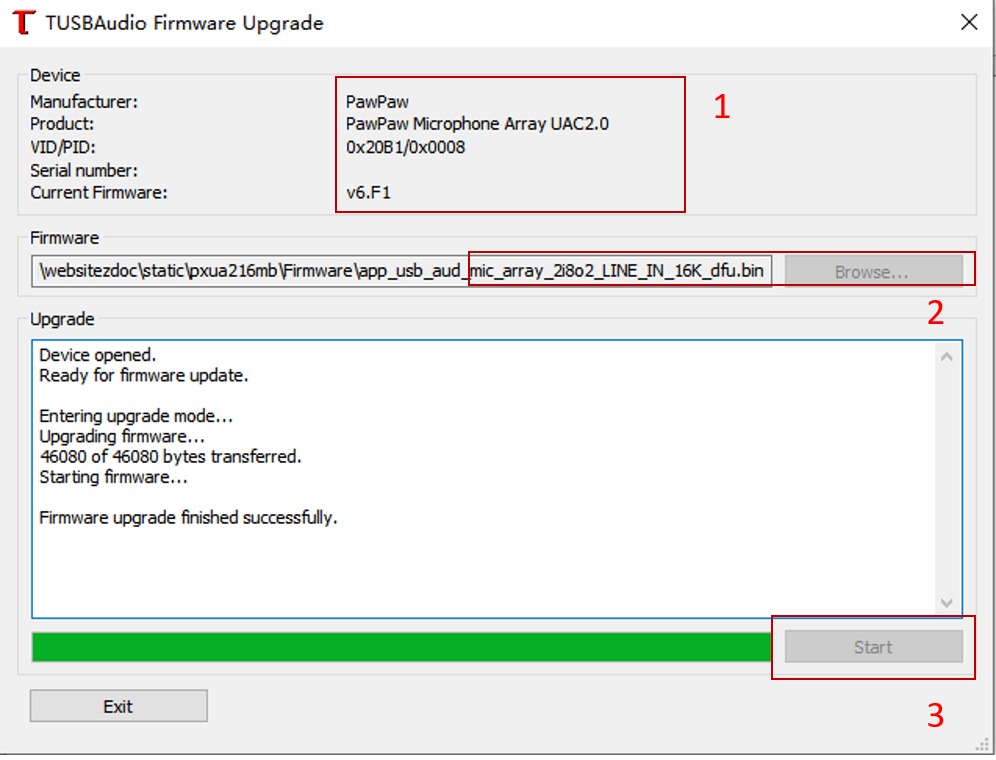 TUSBAudio Firmware Upgrade
Device
Manufacturer: PawPaw
Product: PawPaw Microphone Array UAC2.0
VID/PID: 0x20B1/0x0008
Serial number:
Current Firmware: v6.F1
1
Firmware
\websitezdoc\static\pxua216mb\Firmware\app_usb_aud_mic_array_2i8o2_LINE_IN_16K_dfu.bin Browse...
2
Upgrade
Device opened.
Ready for firmware update.
Entering upgrade mode...
Upgrading firmware...
46080 of 46080 bytes transferred.
Starting firmware...
Firmware upgrade finished successfully.
Start
Exit
3